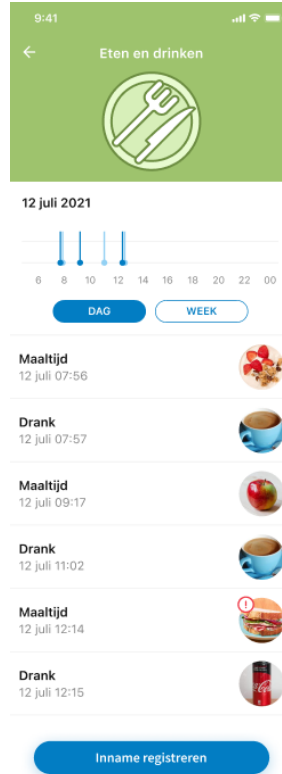 9:41
Eten en drinken
12 juli 2021
6 8 10 12 14 16 18 20 22 00
DAG WEEK
Maaltijd
12 juli 07:56
Drank
12 juli 07:57
Maaltijd
12 juli 09:17
Drank
12 juli 11:02
Maaltijd
12 juli 12:14
!
Drank
12 juli 12:15
Inname registreren